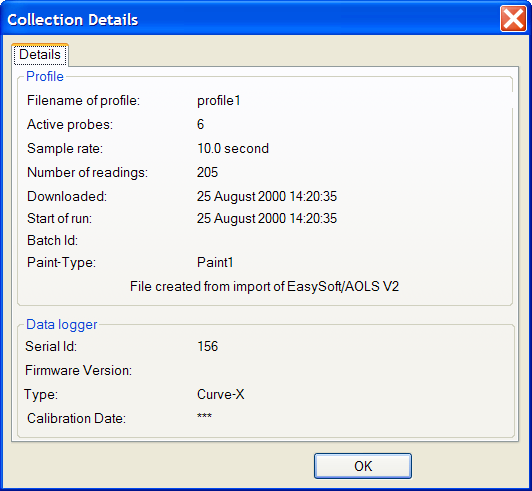 Collection Details
Details
Profile
Filename of profile: profile1
Active probes: 6
Sample rate: 10.0 second
Number of readings: 205
Downloaded: 25 August 2000 14:20:35
Start of run: 25 August 2000 14:20:35
Batch Id:
Paint-Type: Paint1
File created from import of EasySoft/AOLS V2
Data logger
Serial Id: 156
Firmware Version:
Type: Curve-X
Calibration Date: ***
OK